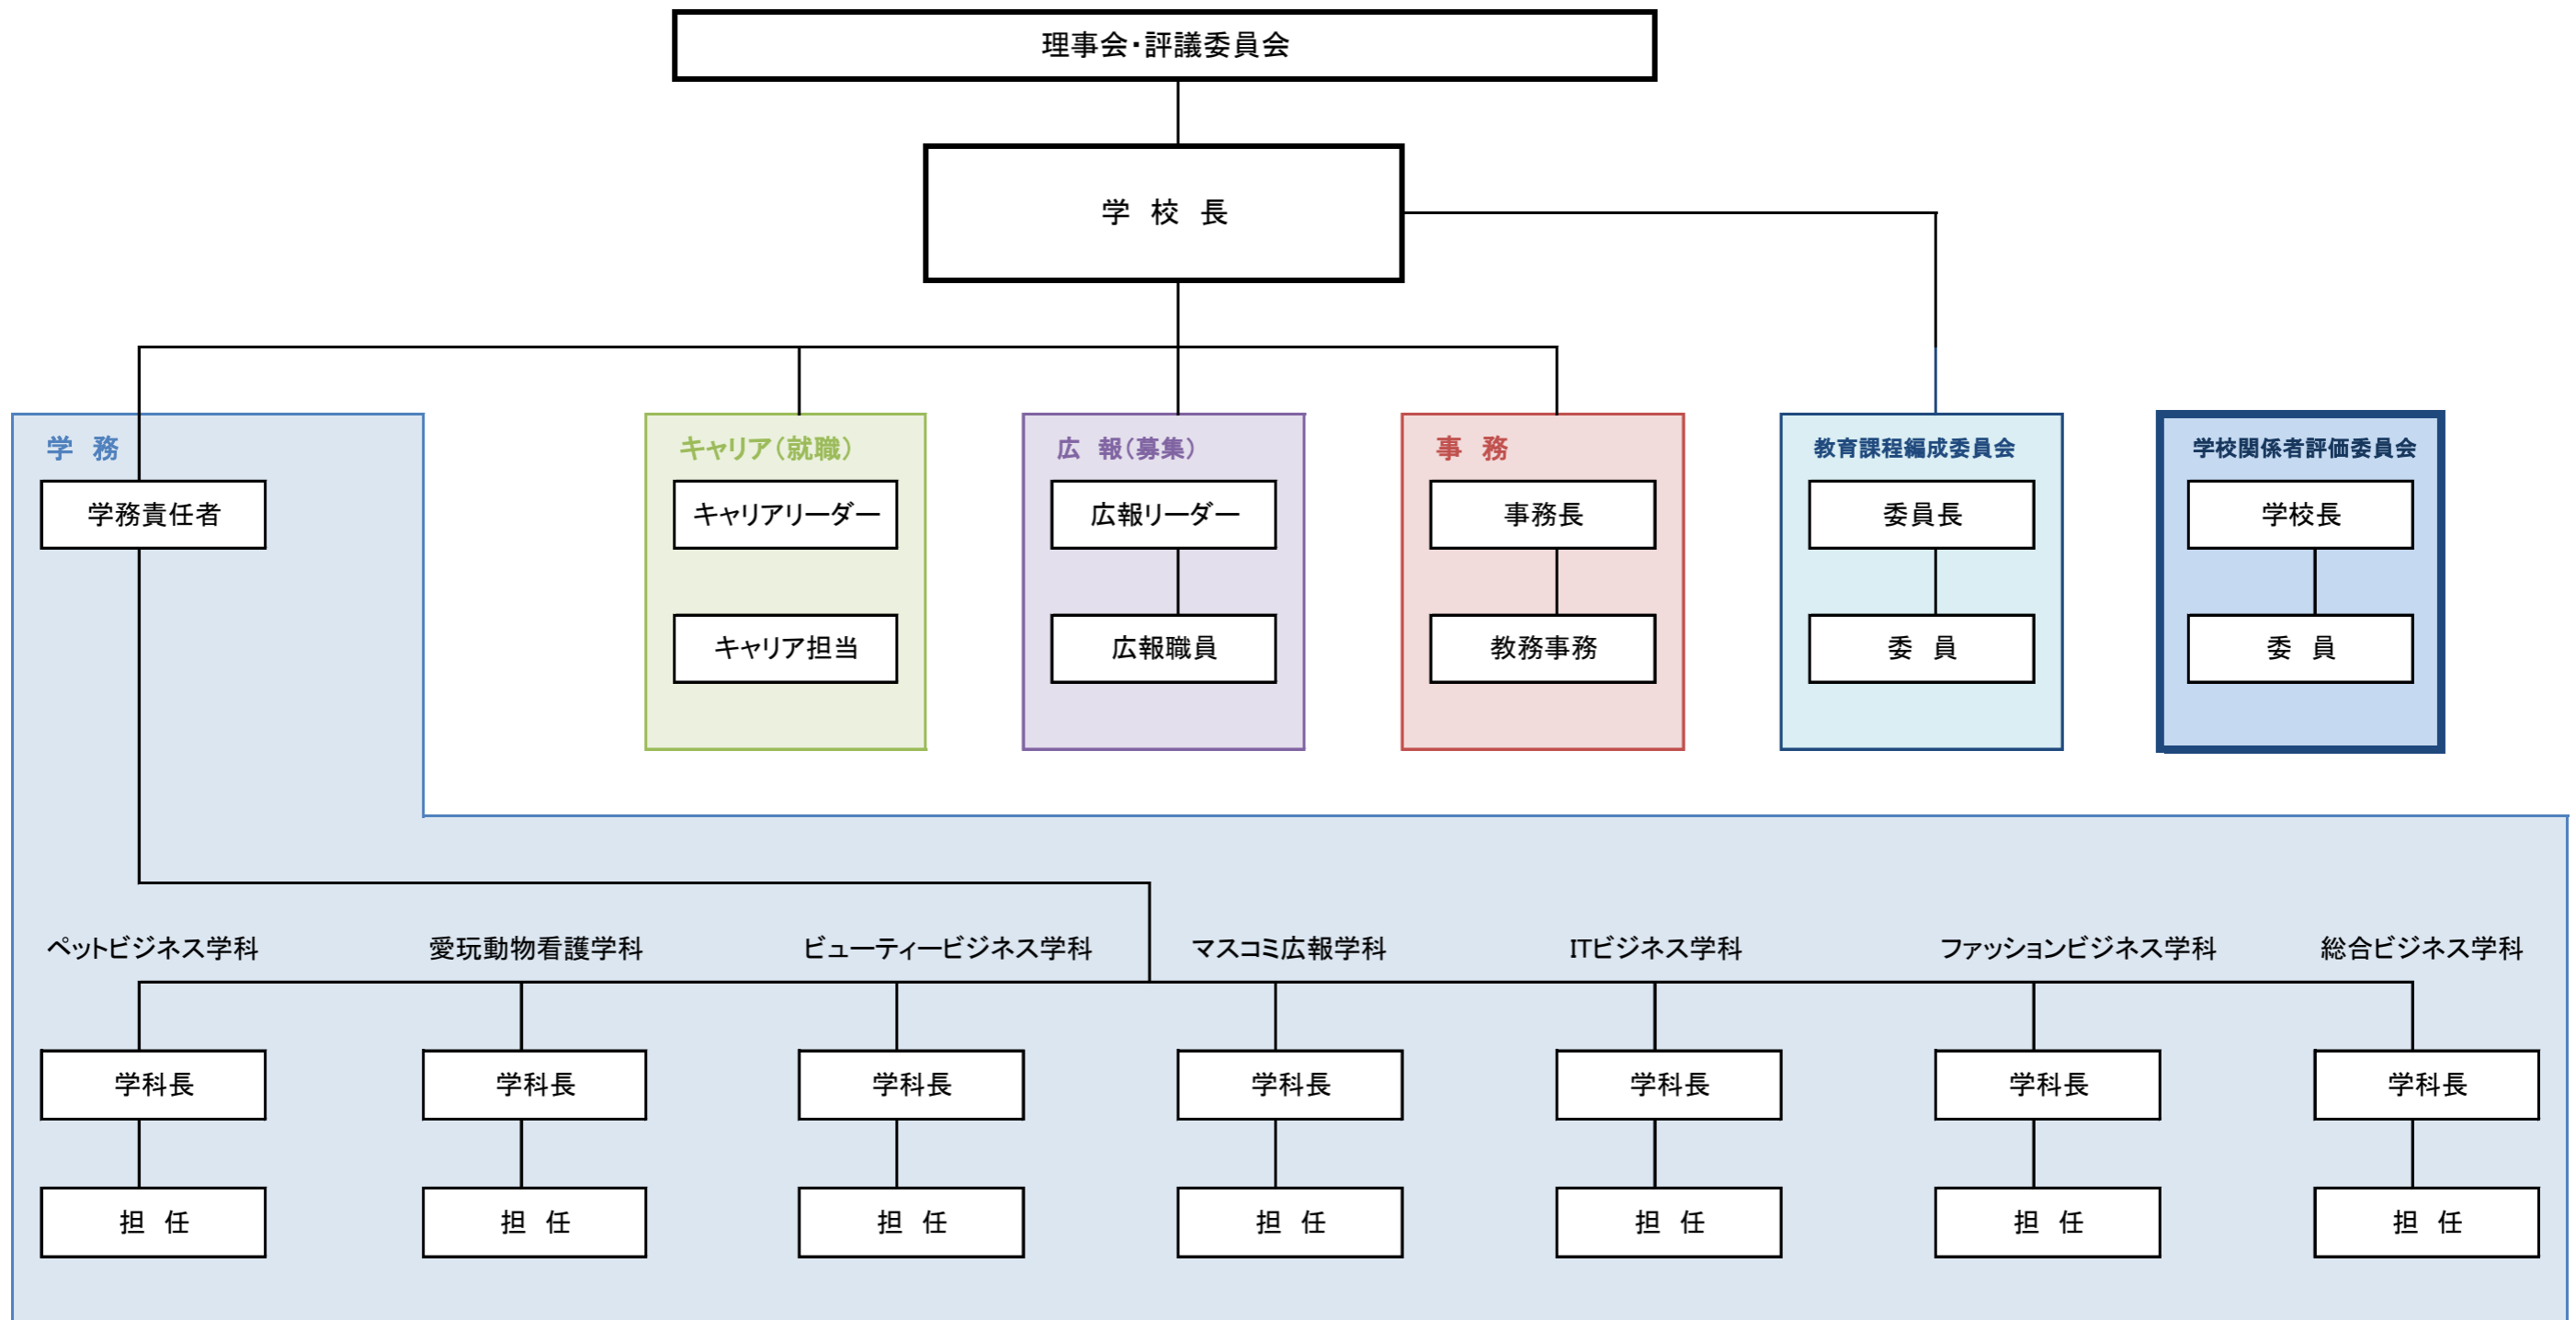 理事会・評議委員会
学 校 長
学 務
キャリア（就職）
広 報（募集）
事 務
教育課程編成委員会
学校関係者評価委員会
学務責任者
キャリアリーダー
広報リーダー
事務長
委員長
学校長
キャリア担当
広報職員
教務事務
委 員
委 員
ペットビジネス学科
愛玩動物看護学科
ビューティービジネス学科
マスコミ広報学科
ITビジネス学科
ファッションビジネス学科
総合ビジネス学科
学科長
学科長
学科長
学科長
学科長
学科長
学科長
担 任
担 任
担 任
担 任
担 任
担 任
担 任